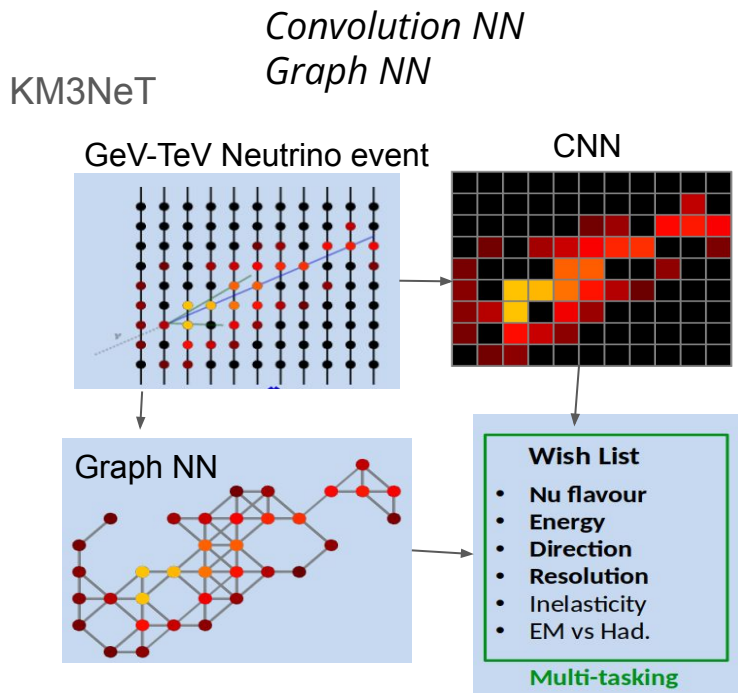 Convolution NN
Graph NN
KM3NeT
GeV-TeV Neutrino event
CNN
Graph NN
Wish List
• Nu flavour
• Energy
• Direction
• Resolution
• Inelasticity
• EM vs Had.
Multi-tasking